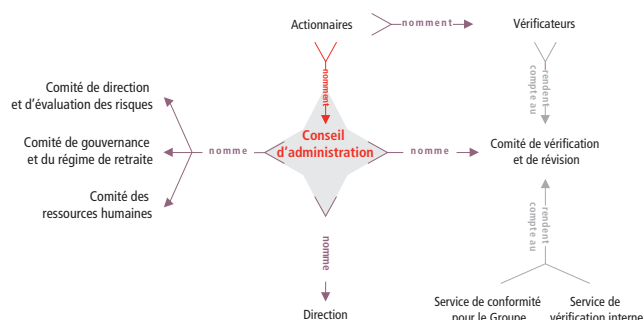 Actionnaires
nomment
Vérificateurs
nomment
rendent
compte au
Comité de direction
et d'évaluation des risques
Comité de gouvernance
et du régime de retraite
Comité des
ressources humaines
nomme
Conseil
d'administration
nomme
Comité de vérification
et de révision
rendent
compte au
nomme
Direction
Service de conformité
pour le Groupe
Service de
vérification interne